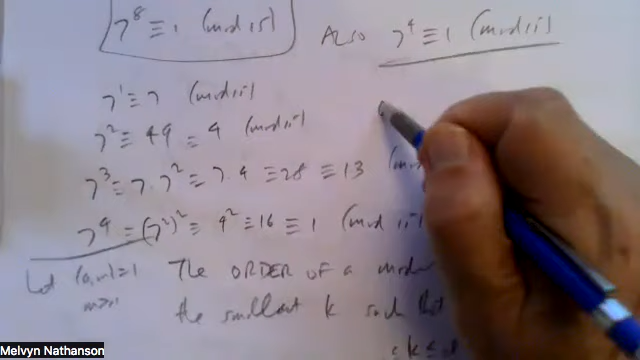 7^8 ≡ 1 (mod 15) ALSO 7^4 ≡ 1 (mod 15)
7^1 ≡ 7 (mod 15)
7^2 ≡ 49 ≡ 4 (mod 15)
7^3 ≡ 7·7^2 ≡ 7·4 ≡ 28 ≡ 13 (mod
7^4 ≡ (7^2)^2 ≡ 4^2 ≡ 16 ≡ 1 (mod 15)
Let (a,m)=1 The ORDER OF a mod
m>1 the smallest k such that
Melvyn Nathanson